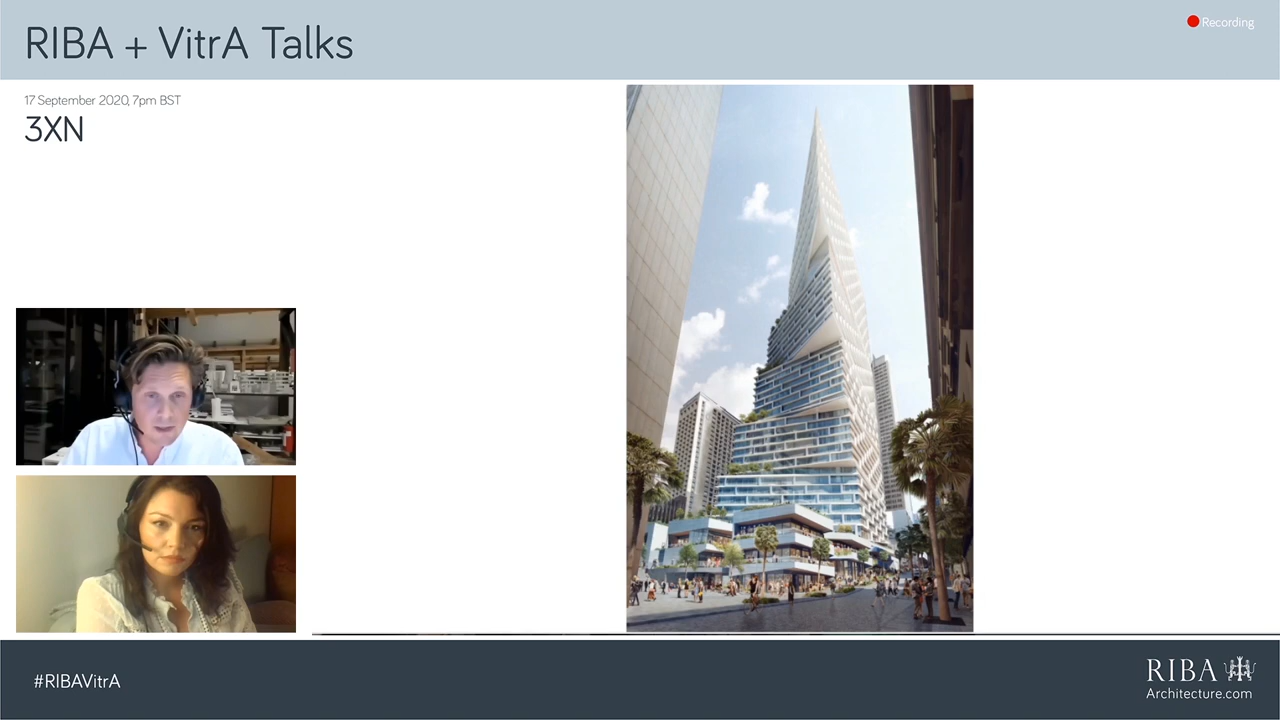 RIBA + VitrA Talks
Recording
17 September 2020, 7pm BST
3XN
#RIBAVitrA
RIBA
Architecture.com